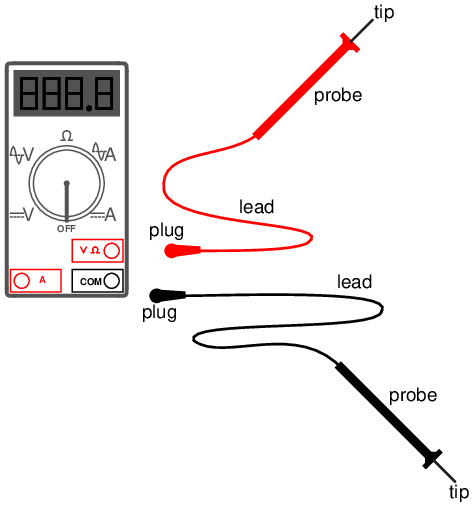 tip
888.8
probe
Ω
V A
lead
V A
OFF
plug
V Ω
A COM
lead
plug
probe
tip